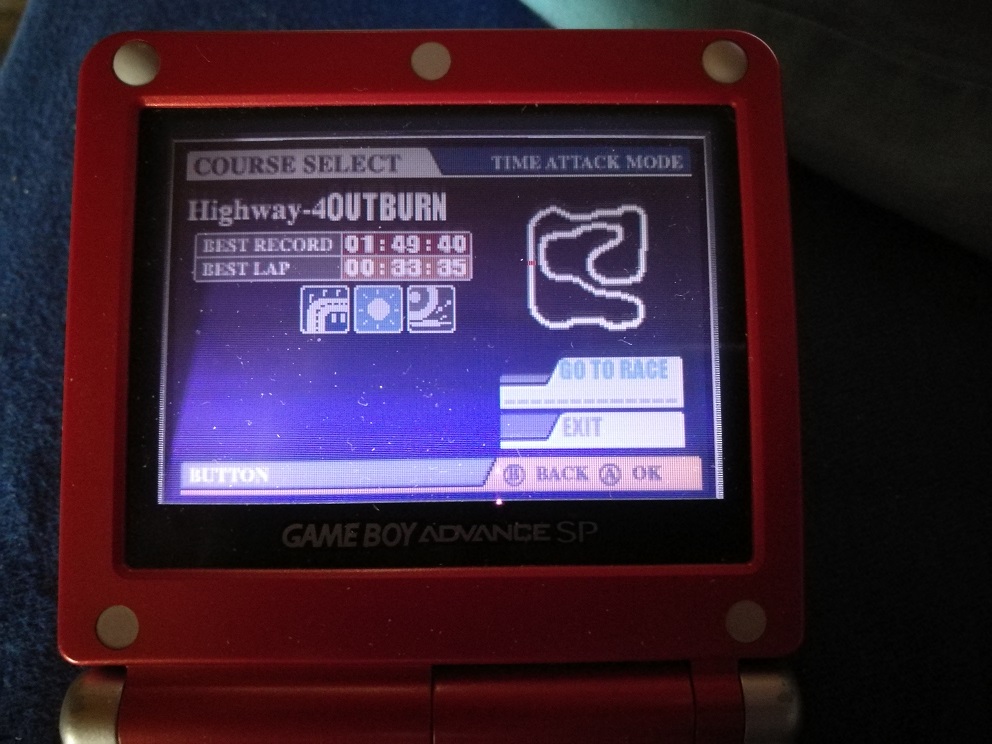 COURSE SELECT
TIME ATTACK MODE
Highway-4OUTBURN
BEST RECORD 01:49:40
BEST LAP 00:33:35
GO TO RACE
EXIT
BUTTON
B BACK A OK
GAME BOY ADVANCE SP